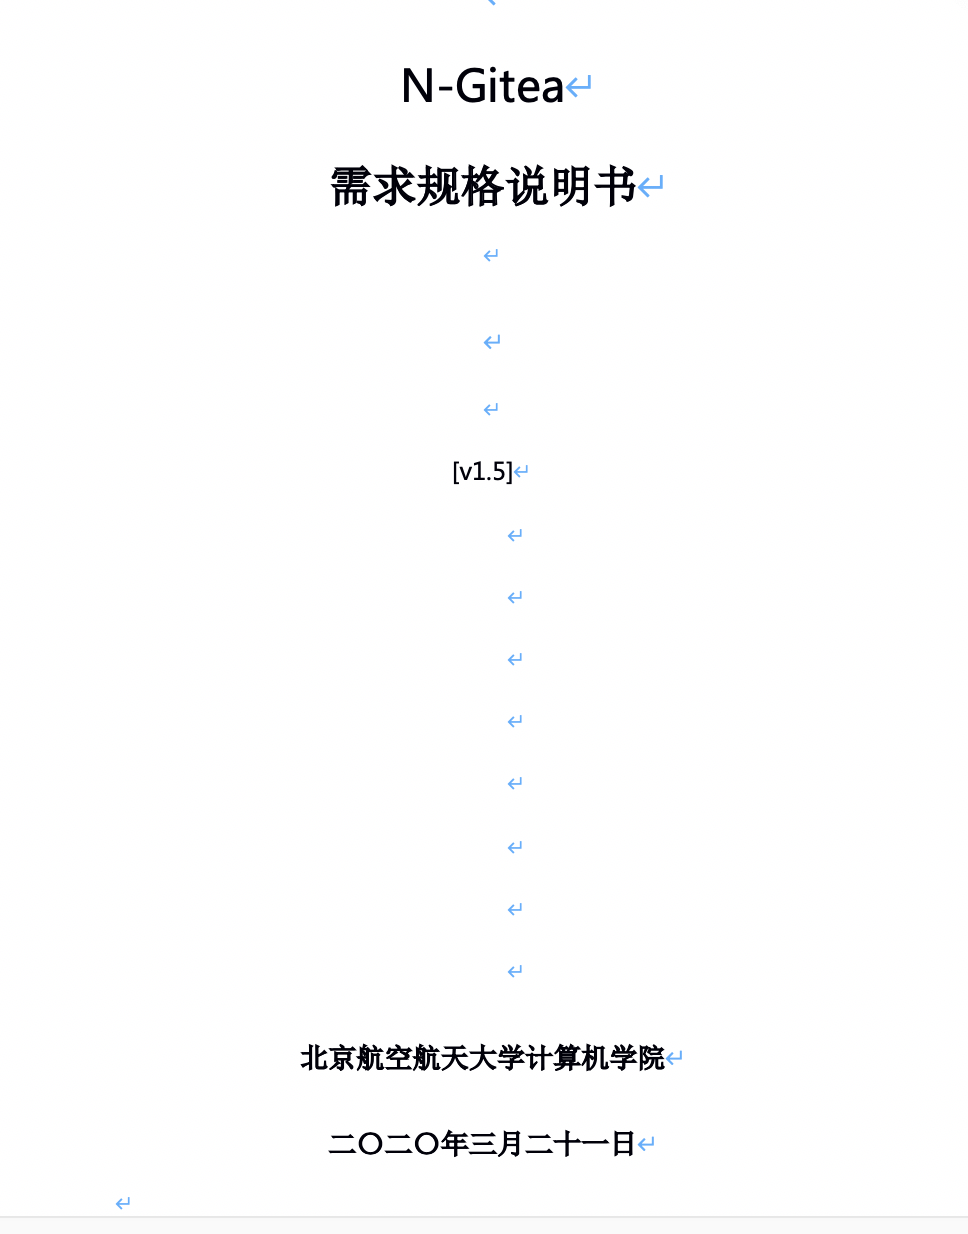 N-Gitea
需求规格说明书
[v1.5]
北京航空航天大学计算机学院
二〇二〇年三月二十一日